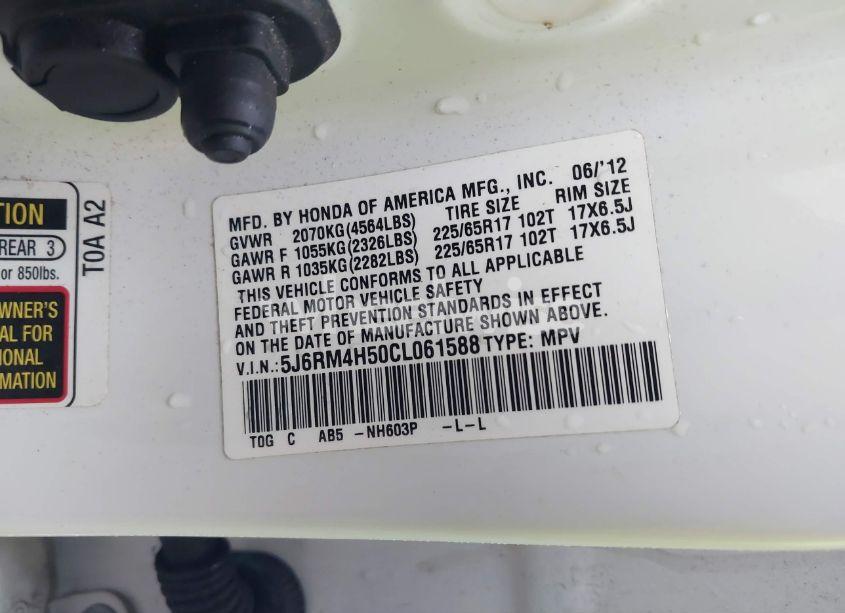 TION
REAR 3
or 850lbs.
WNER'S
AL FOR
IONAL
RMATION
T0A A2
MFD. BY HONDA OF AMERICA MFG., INC. 06/'12
GVWR 2070KG(4564LBS) TIRE SIZE RIM SIZE
GAWR F 1055KG(2326LBS) 225/65R17 102T 17X6.5J
GAWR R 1035KG(2282LBS) 225/65R17 102T 17X6.5J
THIS VEHICLE CONFORMS TO ALL APPLICABLE
FEDERAL MOTOR VEHICLE SAFETY
AND THEFT PREVENTION STANDARDS IN EFFECT
ON THE DATE OF MANUFACTURE SHOWN ABOVE.
V.I.N.: 5J6RM4H50CL061588 TYPE: MPV
T0G C AB5 -NH603P -L-L